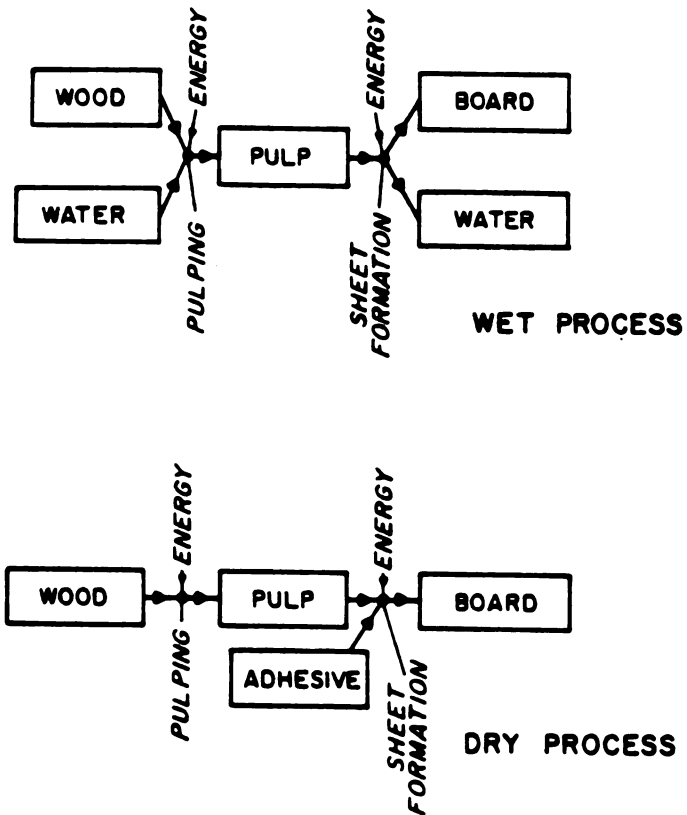 ENERGY
ENERGY
WOOD
BOARD
PULP
WATER
WATER
PULPING
SHEET
FORMATION
WET PROCESS
ENERGY
ENERGY
WOOD
PULP
BOARD
ADHESIVE
PULPING
SHEET
FORMATION
DRY PROCESS